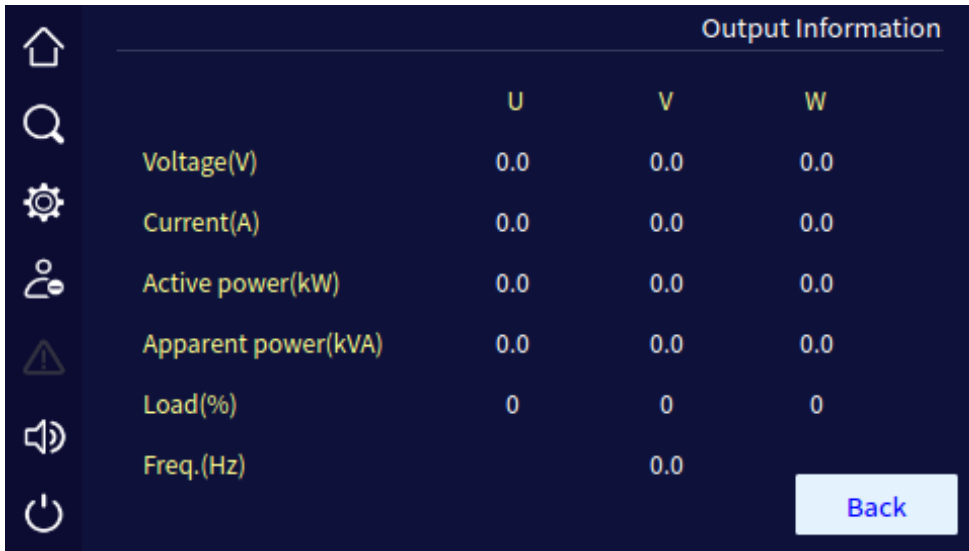 Output Information
U V W
Voltage(V) 0.0 0.0 0.0
Current(A) 0.0 0.0 0.0
Active power(kW) 0.0 0.0 0.0
Apparent power(kVA) 0.0 0.0 0.0
Load(%) 0 0 0
Freq.(Hz) 0.0
Back